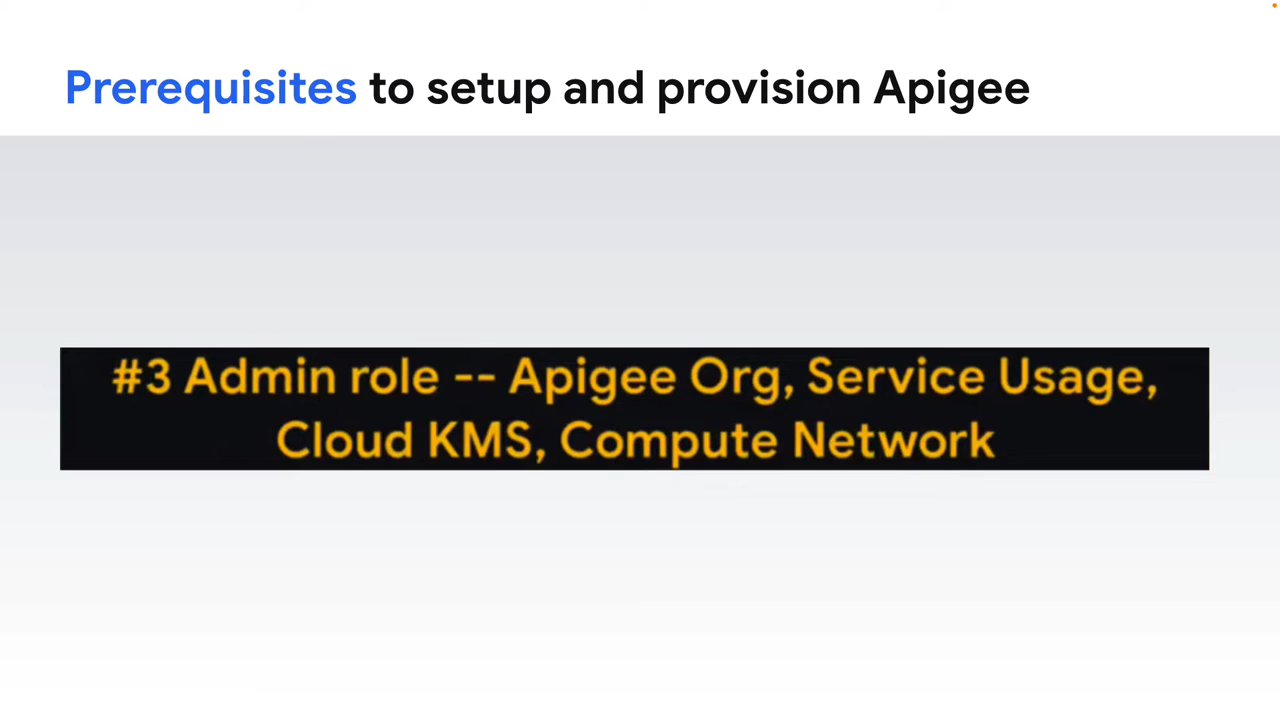 Prerequisites to setup and provision Apigee
#3 Admin role -- Apigee Org, Service Usage,
Cloud KMS, Compute Network